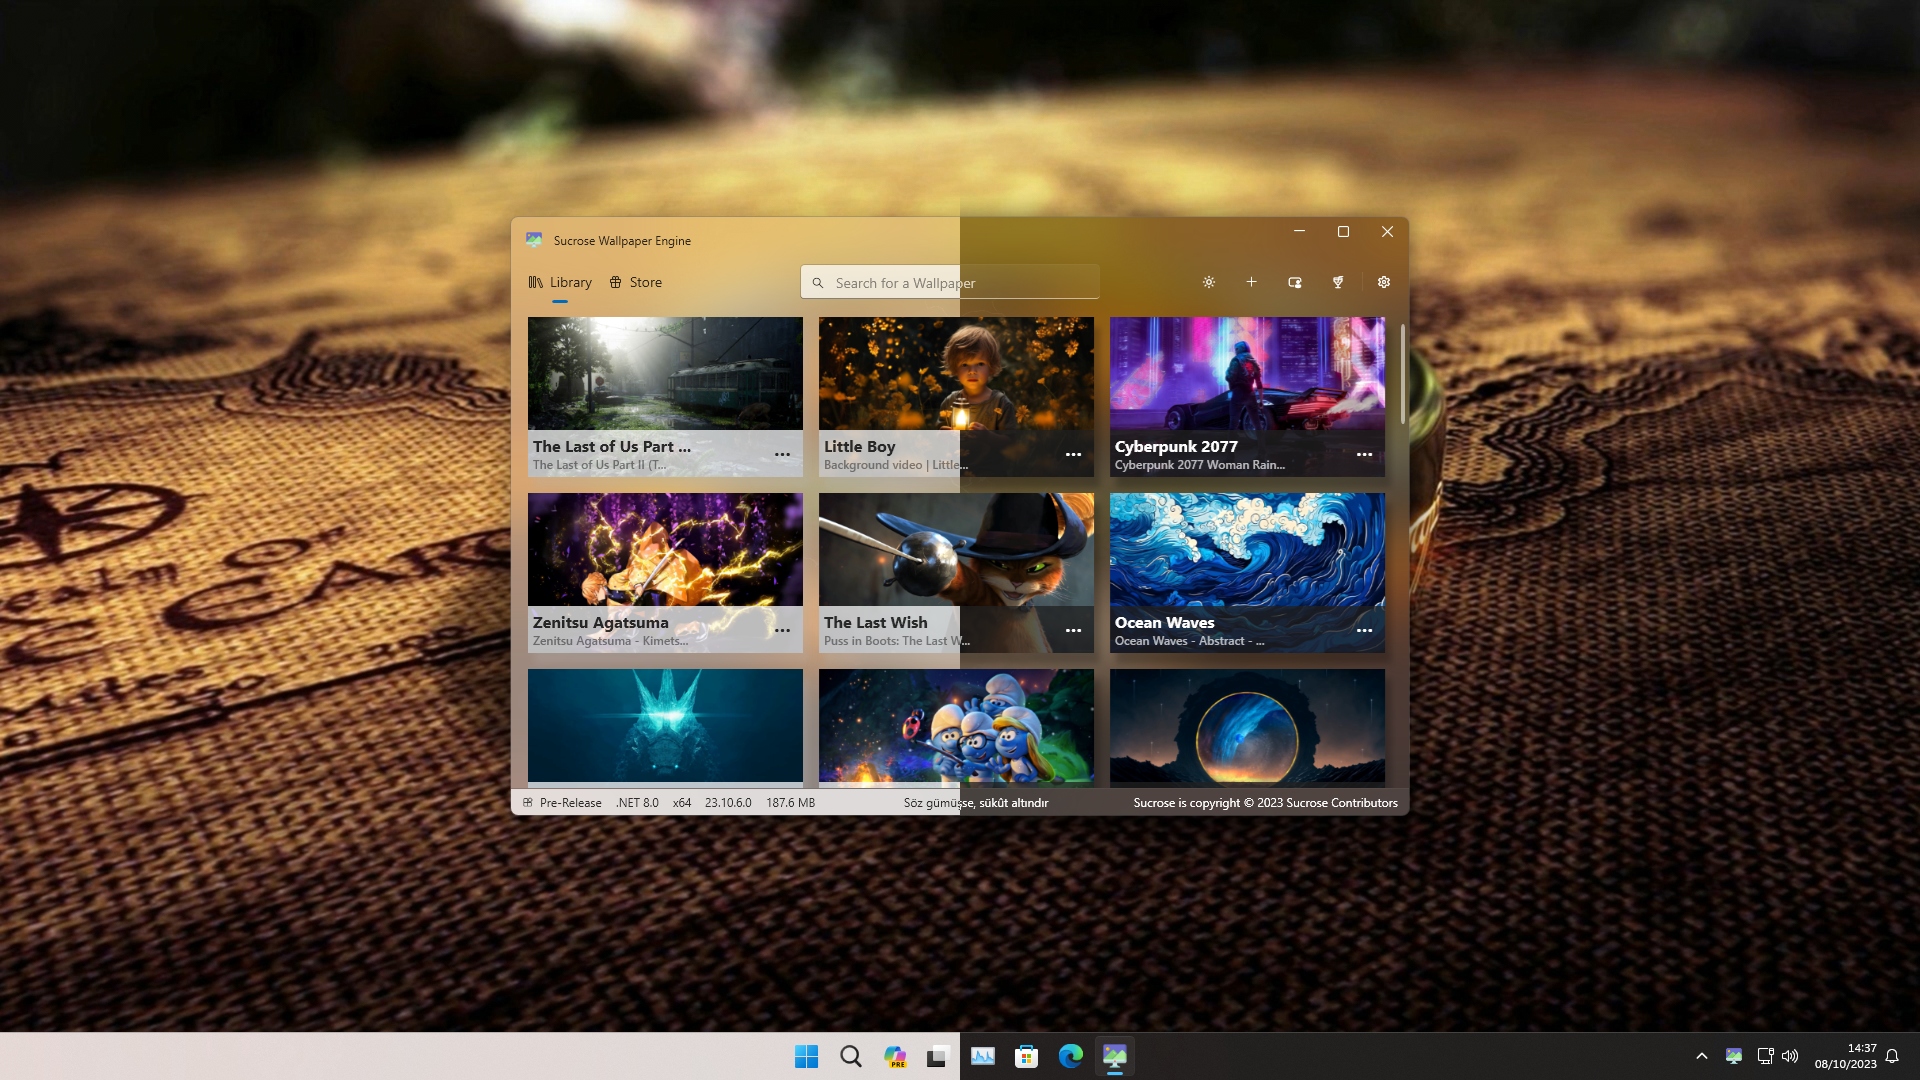 Sucrose Wallpaper Engine
Library
Store
Search for a Wallpaper
The Last of Us Part ...
The Last of Us Part II (T...
Little Boy
Background video | Little...
Cyberpunk 2077
Cyberpunk 2077 Woman Rain...
Zenitsu Agatsuma
Zenitsu Agatsuma - Kimets...
The Last Wish
Puss in Boots: The Last W...
Ocean Waves
Ocean Waves - Abstract - ...
Pre-Release .NET 8.0 x64 23.10.6.0 187.6 MB
Söz gümüşse, sükût altındır
Sucrose is copyright © 2023 Sucrose Contributors
Realm Of
Miles
PRE
14:37
08/10/2023